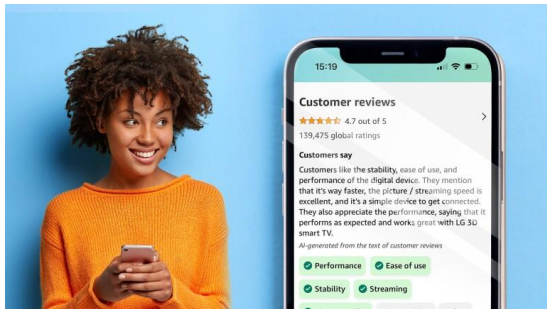 15:19
Customer reviews
4.7 out of 5
139,475 global ratings
Customers say
Customers like the stability, ease of use, and
performance of the digital device. They mention
that it's way faster, the picture / streaming speed is
excellent, and it's a simple device to get connected.
They also appreciate the performance, saying that it
performs as expected and works great with LG 3D
smart TV.
AI-generated from the text of customer reviews
Performance Ease of use
Stability Streaming